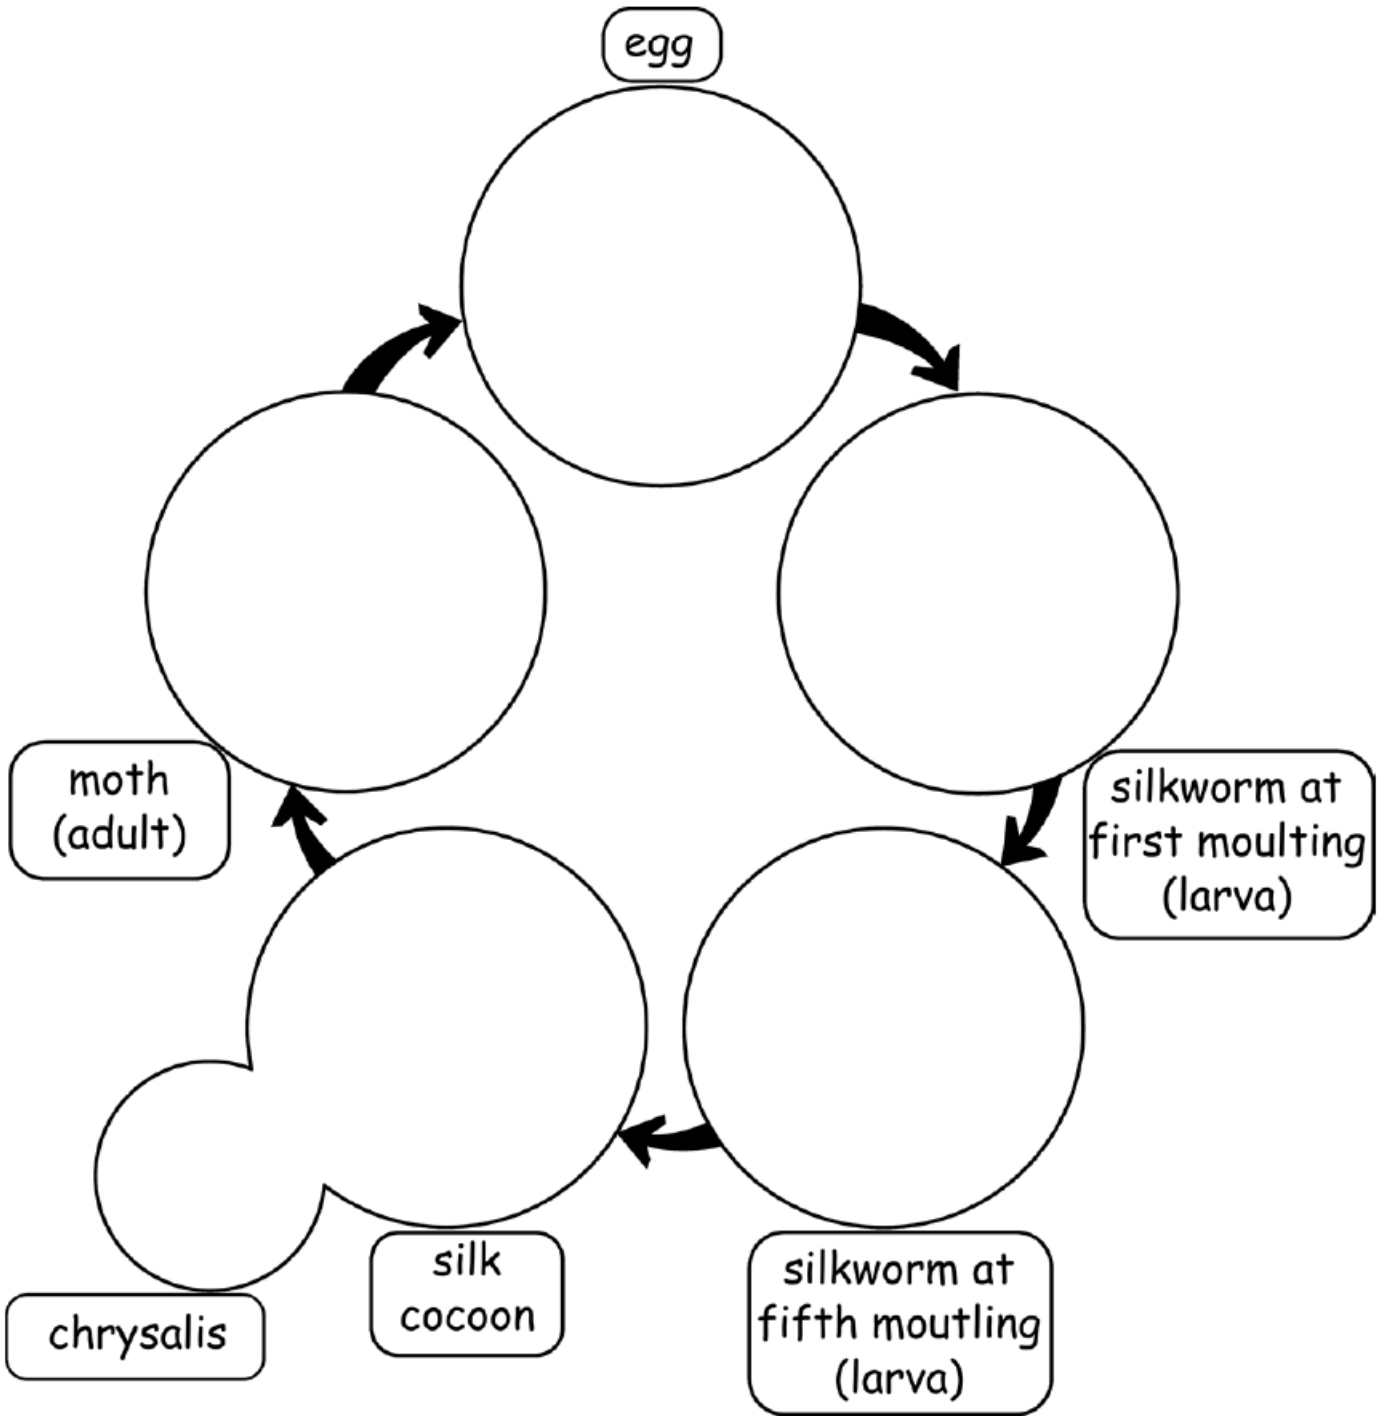 egg
moth
(adult)
silkworm at
first moulting
(larva)
silk
cocoon
silkworm at
fifth moutling
(larva)
chrysalis